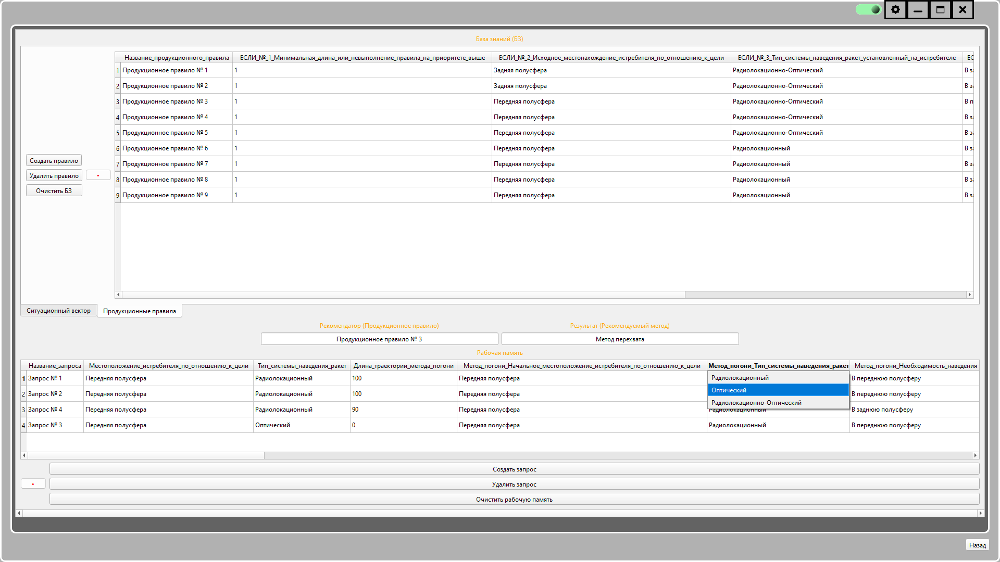 База знаний (БЗ)
Название_продукционного_правила ЕСЛИ_№_1_Минимальная_длина_или_невыполнение_правила_на_приоритете_выше ЕСЛИ_№_2_Исходное_местонахождение_истребителя_по_отношению_к_цели ЕСЛИ_№_3_Тип_системы_наведения_ракет_установленный_на_истребителе ЕС
1 Продукционное правило № 1 1 Задняя полусфера Радиолокационно-Оптический В за
2 Продукционное правило № 2 1 Задняя полусфера Радиолокационно-Оптический В за
3 Продукционное правило № 3 1 Передняя полусфера Радиолокационно-Оптический В п
4 Продукционное правило № 4 1 Передняя полусфера Радиолокационно-Оптический В за
5 Продукционное правило № 5 1 Передняя полусфера Радиолокационно-Оптический В за
6 Продукционное правило № 6 1 Передняя полусфера Радиолокационный В за
7 Продукционное правило № 7 1 Передняя полусфера Радиолокационный В за
8 Продукционное правило № 8 1 Передняя полусфера Радиолокационный В за
9 Продукционное правило № 9 1 Передняя полусфера Радиолокационный В за
Создать правило
Удалить правило
Очистить БЗ
Ситуационный вектор Продукционные правила
Рекомендатор (Продукционное правило) Результат (Рекомендуемый метод)
Продукционное правило № 3 Метод перехвата
Рабочая память
Название_запроса Местоположение_истребителя_по_отношению_к_цели Тип_системы_наведения_ракет Длина_траектории_метода_погони Метод_погони_Начальное_местоположение_истребителя_по_отношению_к_цели Метод_погони_Тип_системы_наведения_ракет Метод_погони_Необходимость_наведения
1 Запрос № 1 Передняя полусфера Радиолокационный 100 Передняя полусфера Радиолокационный В переднюю полусферу
Оптический
2 Запрос № 2 Передняя полусфера Радиолокационный 100 Передняя полусфера В переднюю полусферу
Радиолокационно-Оптический
3 Запрос № 4 Передняя полусфера Радиолокационный 90 Передняя полусфера Радиолокационный В заднюю полусферу
4 Запрос № 3 Передняя полусфера Оптический 0 Передняя полусфера Радиолокационный В переднюю полусферу
Создать запрос
Удалить запрос
Очистить рабочую память
Назад